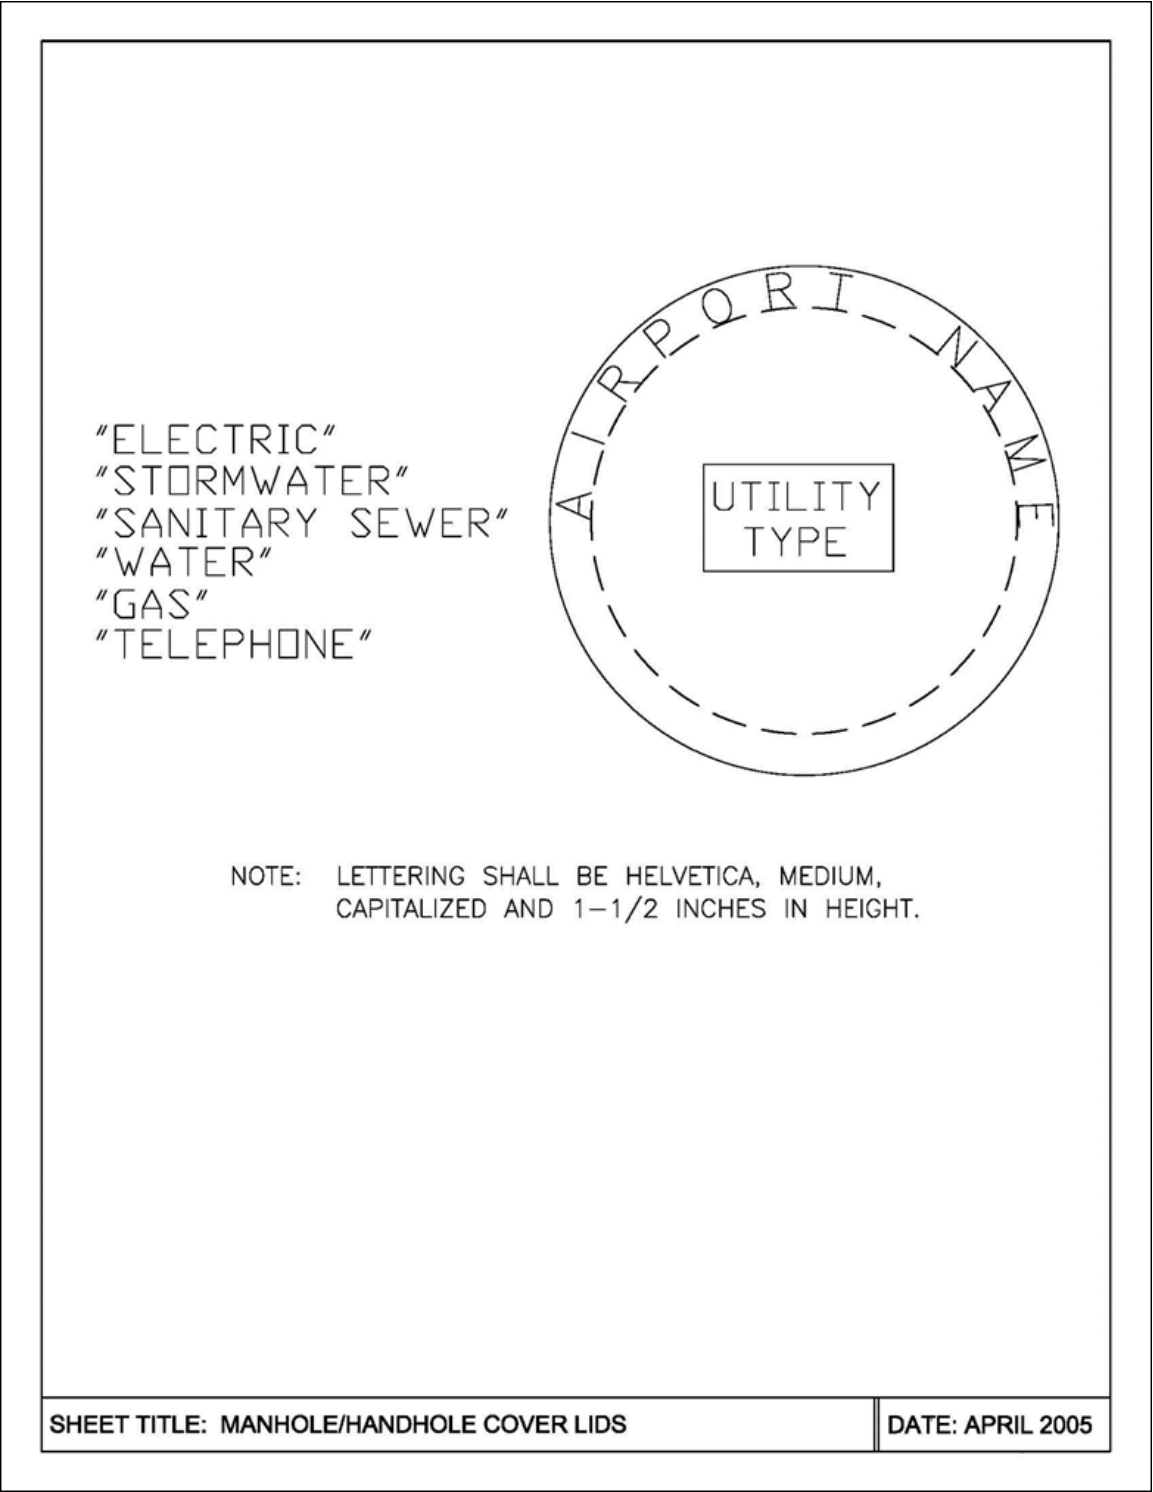 AIRPORT NAME
"ELECTRIC"
"STORMWATER"
"SANITARY SEWER"
"WATER"
"GAS"
"TELEPHONE"
UTILITY
TYPE
NOTE: LETTERING SHALL BE HELVETICA, MEDIUM,
CAPITALIZED AND 1-1/2 INCHES IN HEIGHT.
SHEET TITLE: MANHOLE/HANDHOLE COVER LIDS
DATE: APRIL 2005